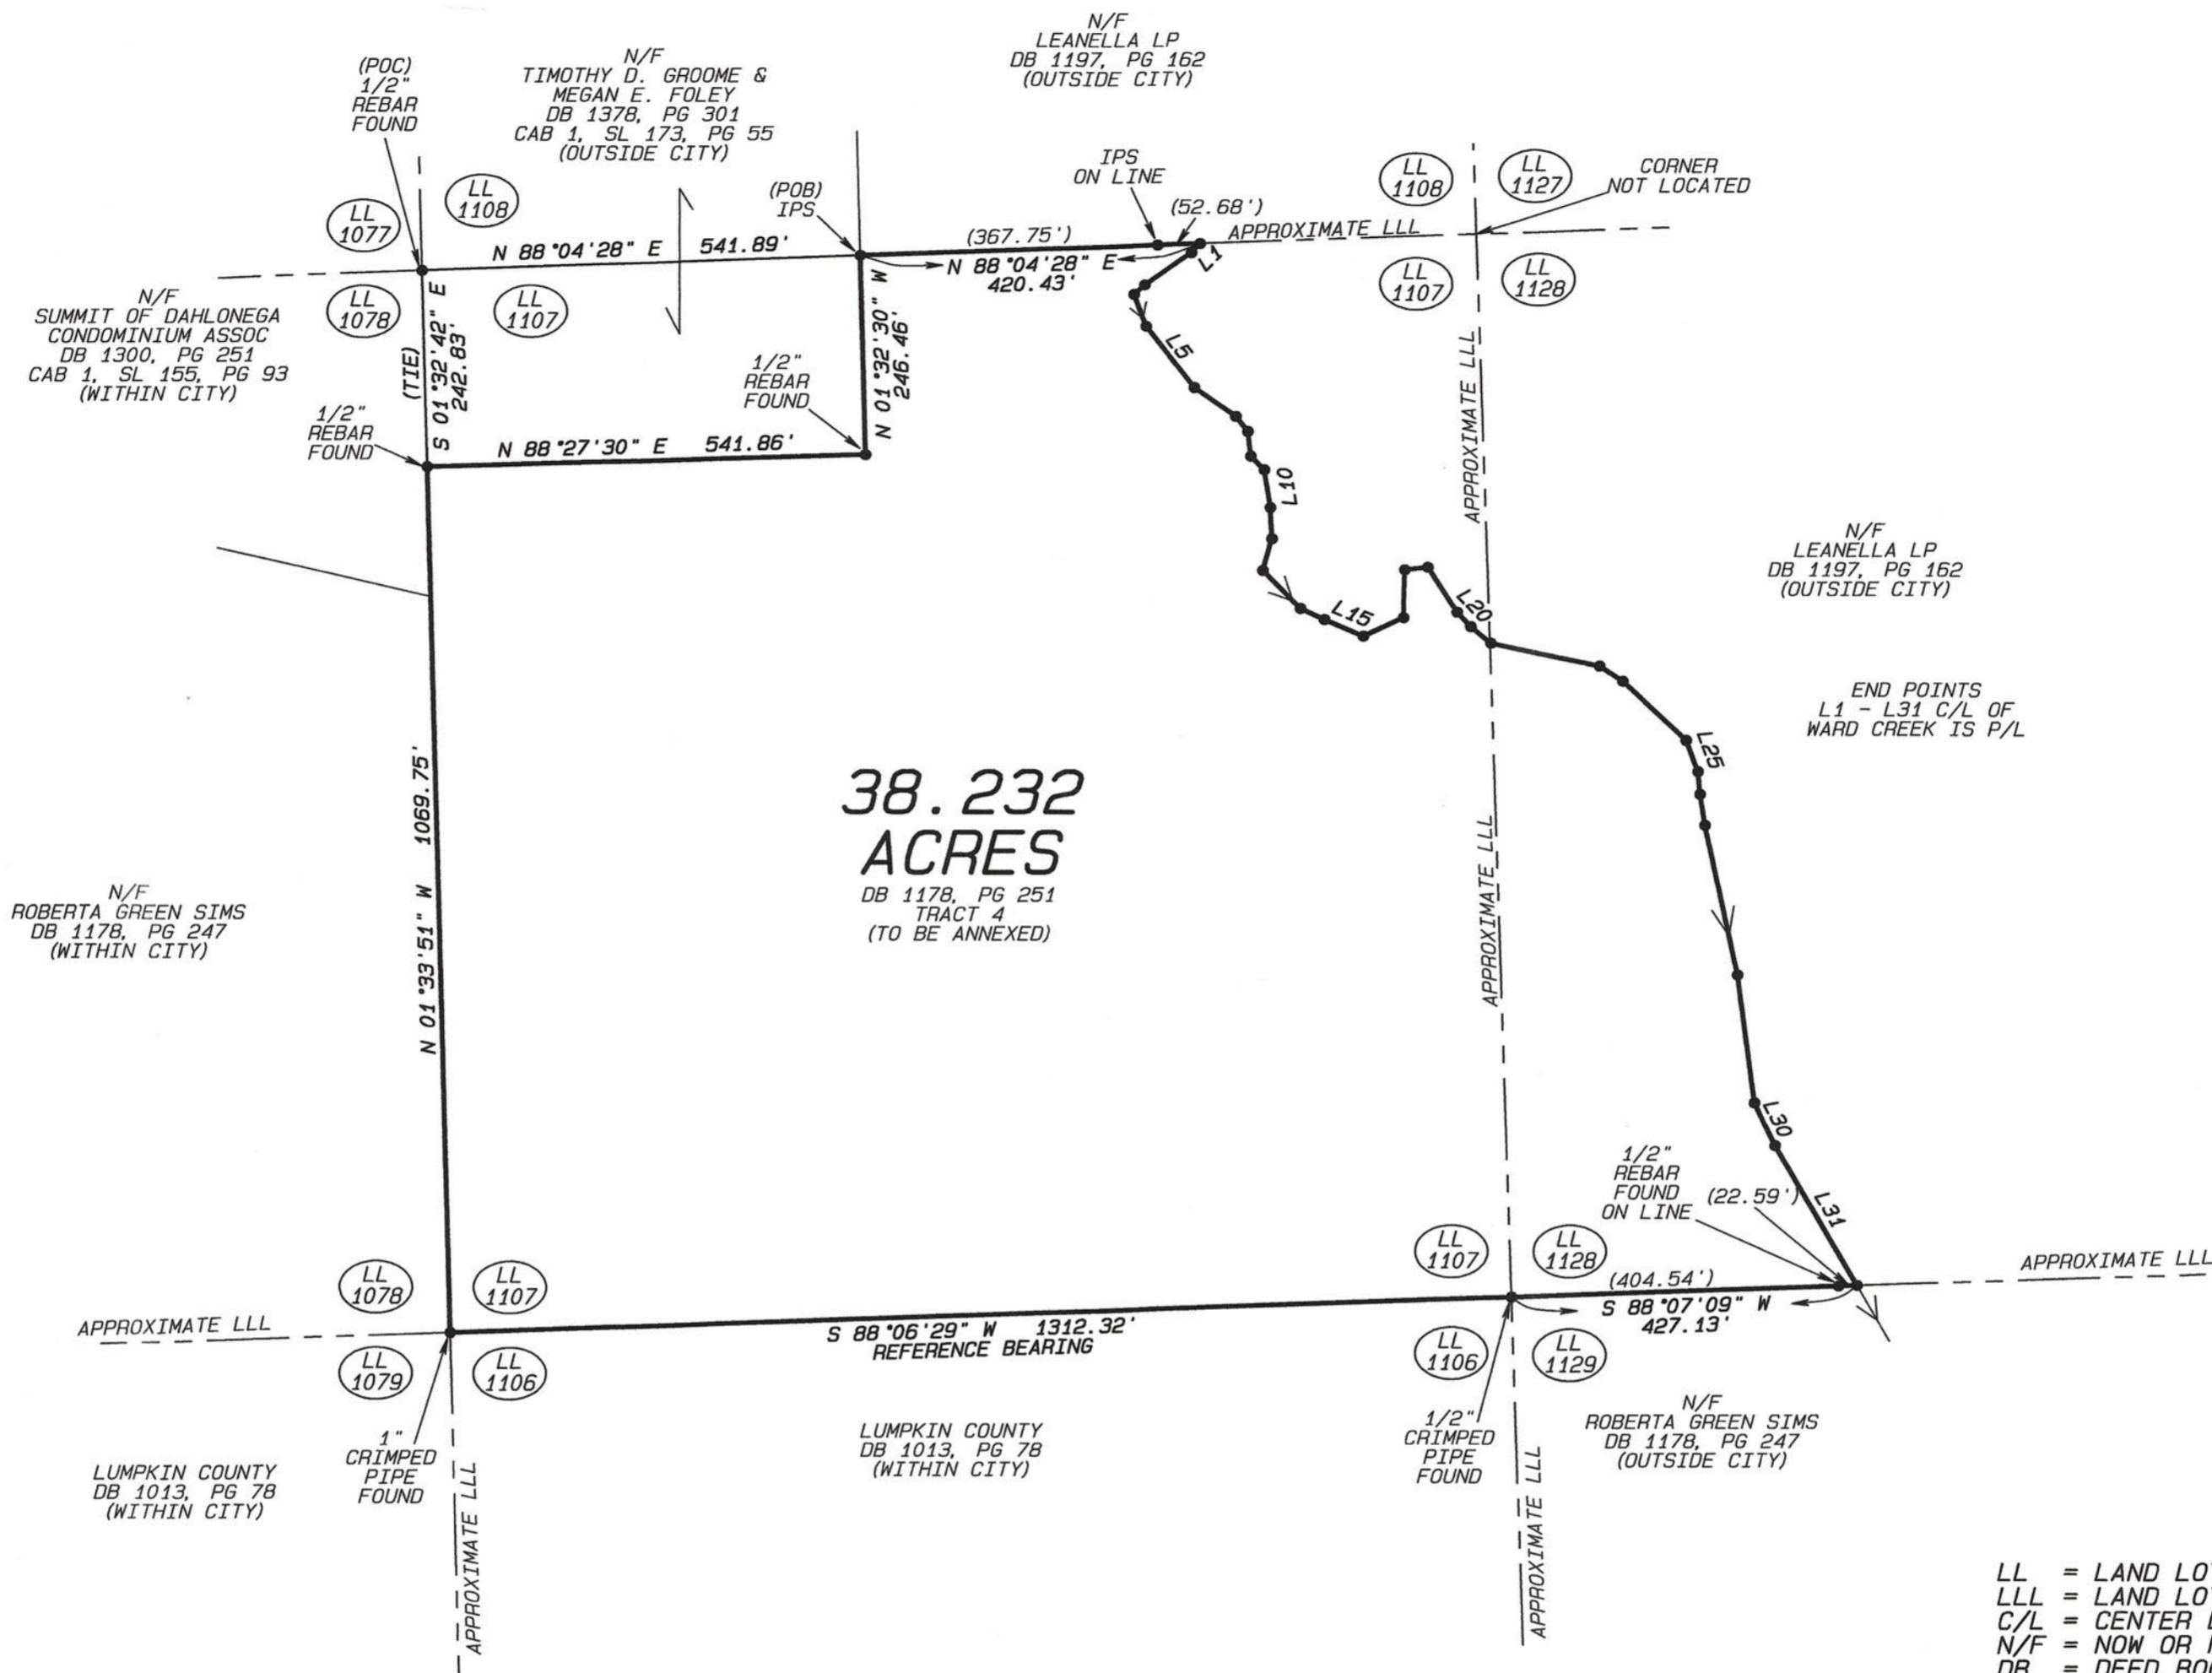 N/F
LEANELLA LP
DB 1197, PG 162
(OUTSIDE CITY)
(POC)
1/2"
REBAR
FOUND
N/F
TIMOTHY D. GROOME &
MEGAN E. FOLEY
DB 1378, PG 301
CAB 1, SL 173, PG 55
(OUTSIDE CITY)
IPS
ON LINE
(52.68')
LL
1108
LL
1127
CORNER
NOT LOCATED
LL
1077
LL
1108
(POB)
IPS
N 88°04'28" E 541.89'
(367.75')
APPROXIMATE LLL
N 88°04'28" E
420.43'
L1
LL
1107
LL
1128
LL
1078
LL
1107
N/F
SUMMIT OF DAHLONEGA
CONDOMINIUM ASSOC
DB 1300, PG 251
CAB 1, SL 155, PG 93
(WITHIN CITY)
(TIE)
S 01°32'42" E
242.83'
N 01°32'30" W
246.46'
1/2"
REBAR
FOUND
1/2"
REBAR
FOUND
N 88°27'30" E 541.86'
L5
L10
APPROXIMATE LLL
N/F
LEANELLA LP
DB 1197, PG 162
(OUTSIDE CITY)
L15
L20
END POINTS
L1 - L31 C/L OF
WARD CREEK IS P/L
L25
N 01°33'51" W 1069.75'
38.232
ACRES
DB 1178, PG 251
TRACT 4
(TO BE ANNEXED)
APPROXIMATE LLL
N/F
ROBERTA GREEN SIMS
DB 1178, PG 247
(WITHIN CITY)
L30
L31
1/2"
REBAR
FOUND
ON LINE
(22.59')
LL
1078
LL
1107
LL
1107
LL
1128
(404.54')
APPROXIMATE LLL
APPROXIMATE LLL
S 88°06'29" W 1312.32'
REFERENCE BEARING
S 88°07'09" W
427.13'
LL
1079
LL
1106
LL
1106
LL
1129
1"
CRIMPED
PIPE
FOUND
LUMPKIN COUNTY
DB 1013, PG 78
(WITHIN CITY)
1/2"
CRIMPED
PIPE
FOUND
N/F
ROBERTA GREEN SIMS
DB 1178, PG 247
(OUTSIDE CITY)
LUMPKIN COUNTY
DB 1013, PG 78
(WITHIN CITY)
APPROXIMATE LLL
APPROXIMATE LLL
LL = LAND LOT
LLL = LAND LOT
C/L = CENTER
N/F = NOW OR
DB = DEED